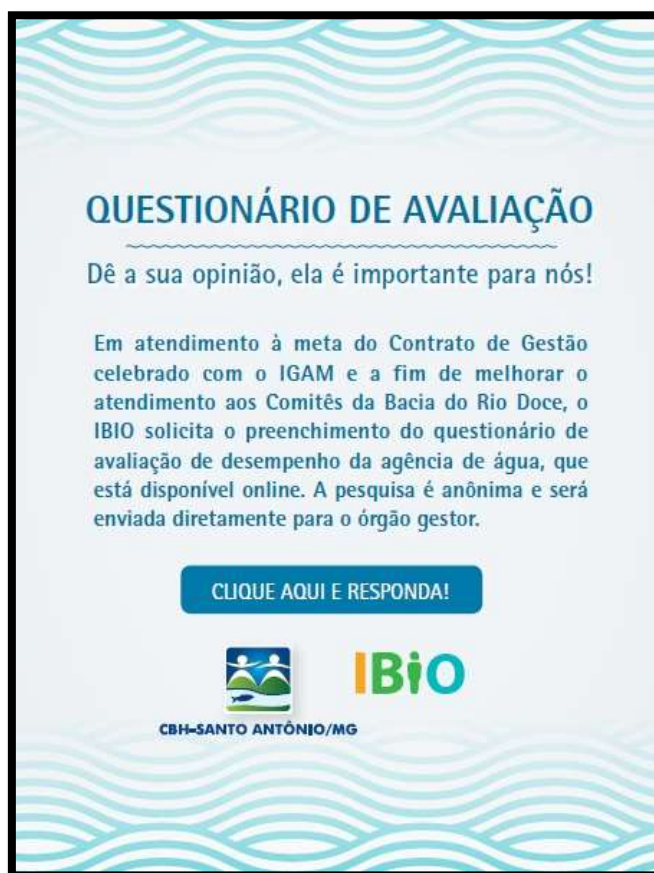 QUESTIONÁRIO DE AVALIAÇÃO
Dê a sua opinião, ela é importante para nós!
Em atendimento à meta do Contrato de Gestão
celebrado com o IGAM e a fim de melhorar o
atendimento aos Comitês da Bacia do Rio Doce, o
IBIO solicita o preenchimento do questionário de
avaliação de desempenho da agência de água, que
está disponível online. A pesquisa é anônima e será
enviada diretamente para o órgão gestor.
CLIQUE AQUI E RESPONDA!
IBiO
CBH-SANTO ANTÔNIO/MG